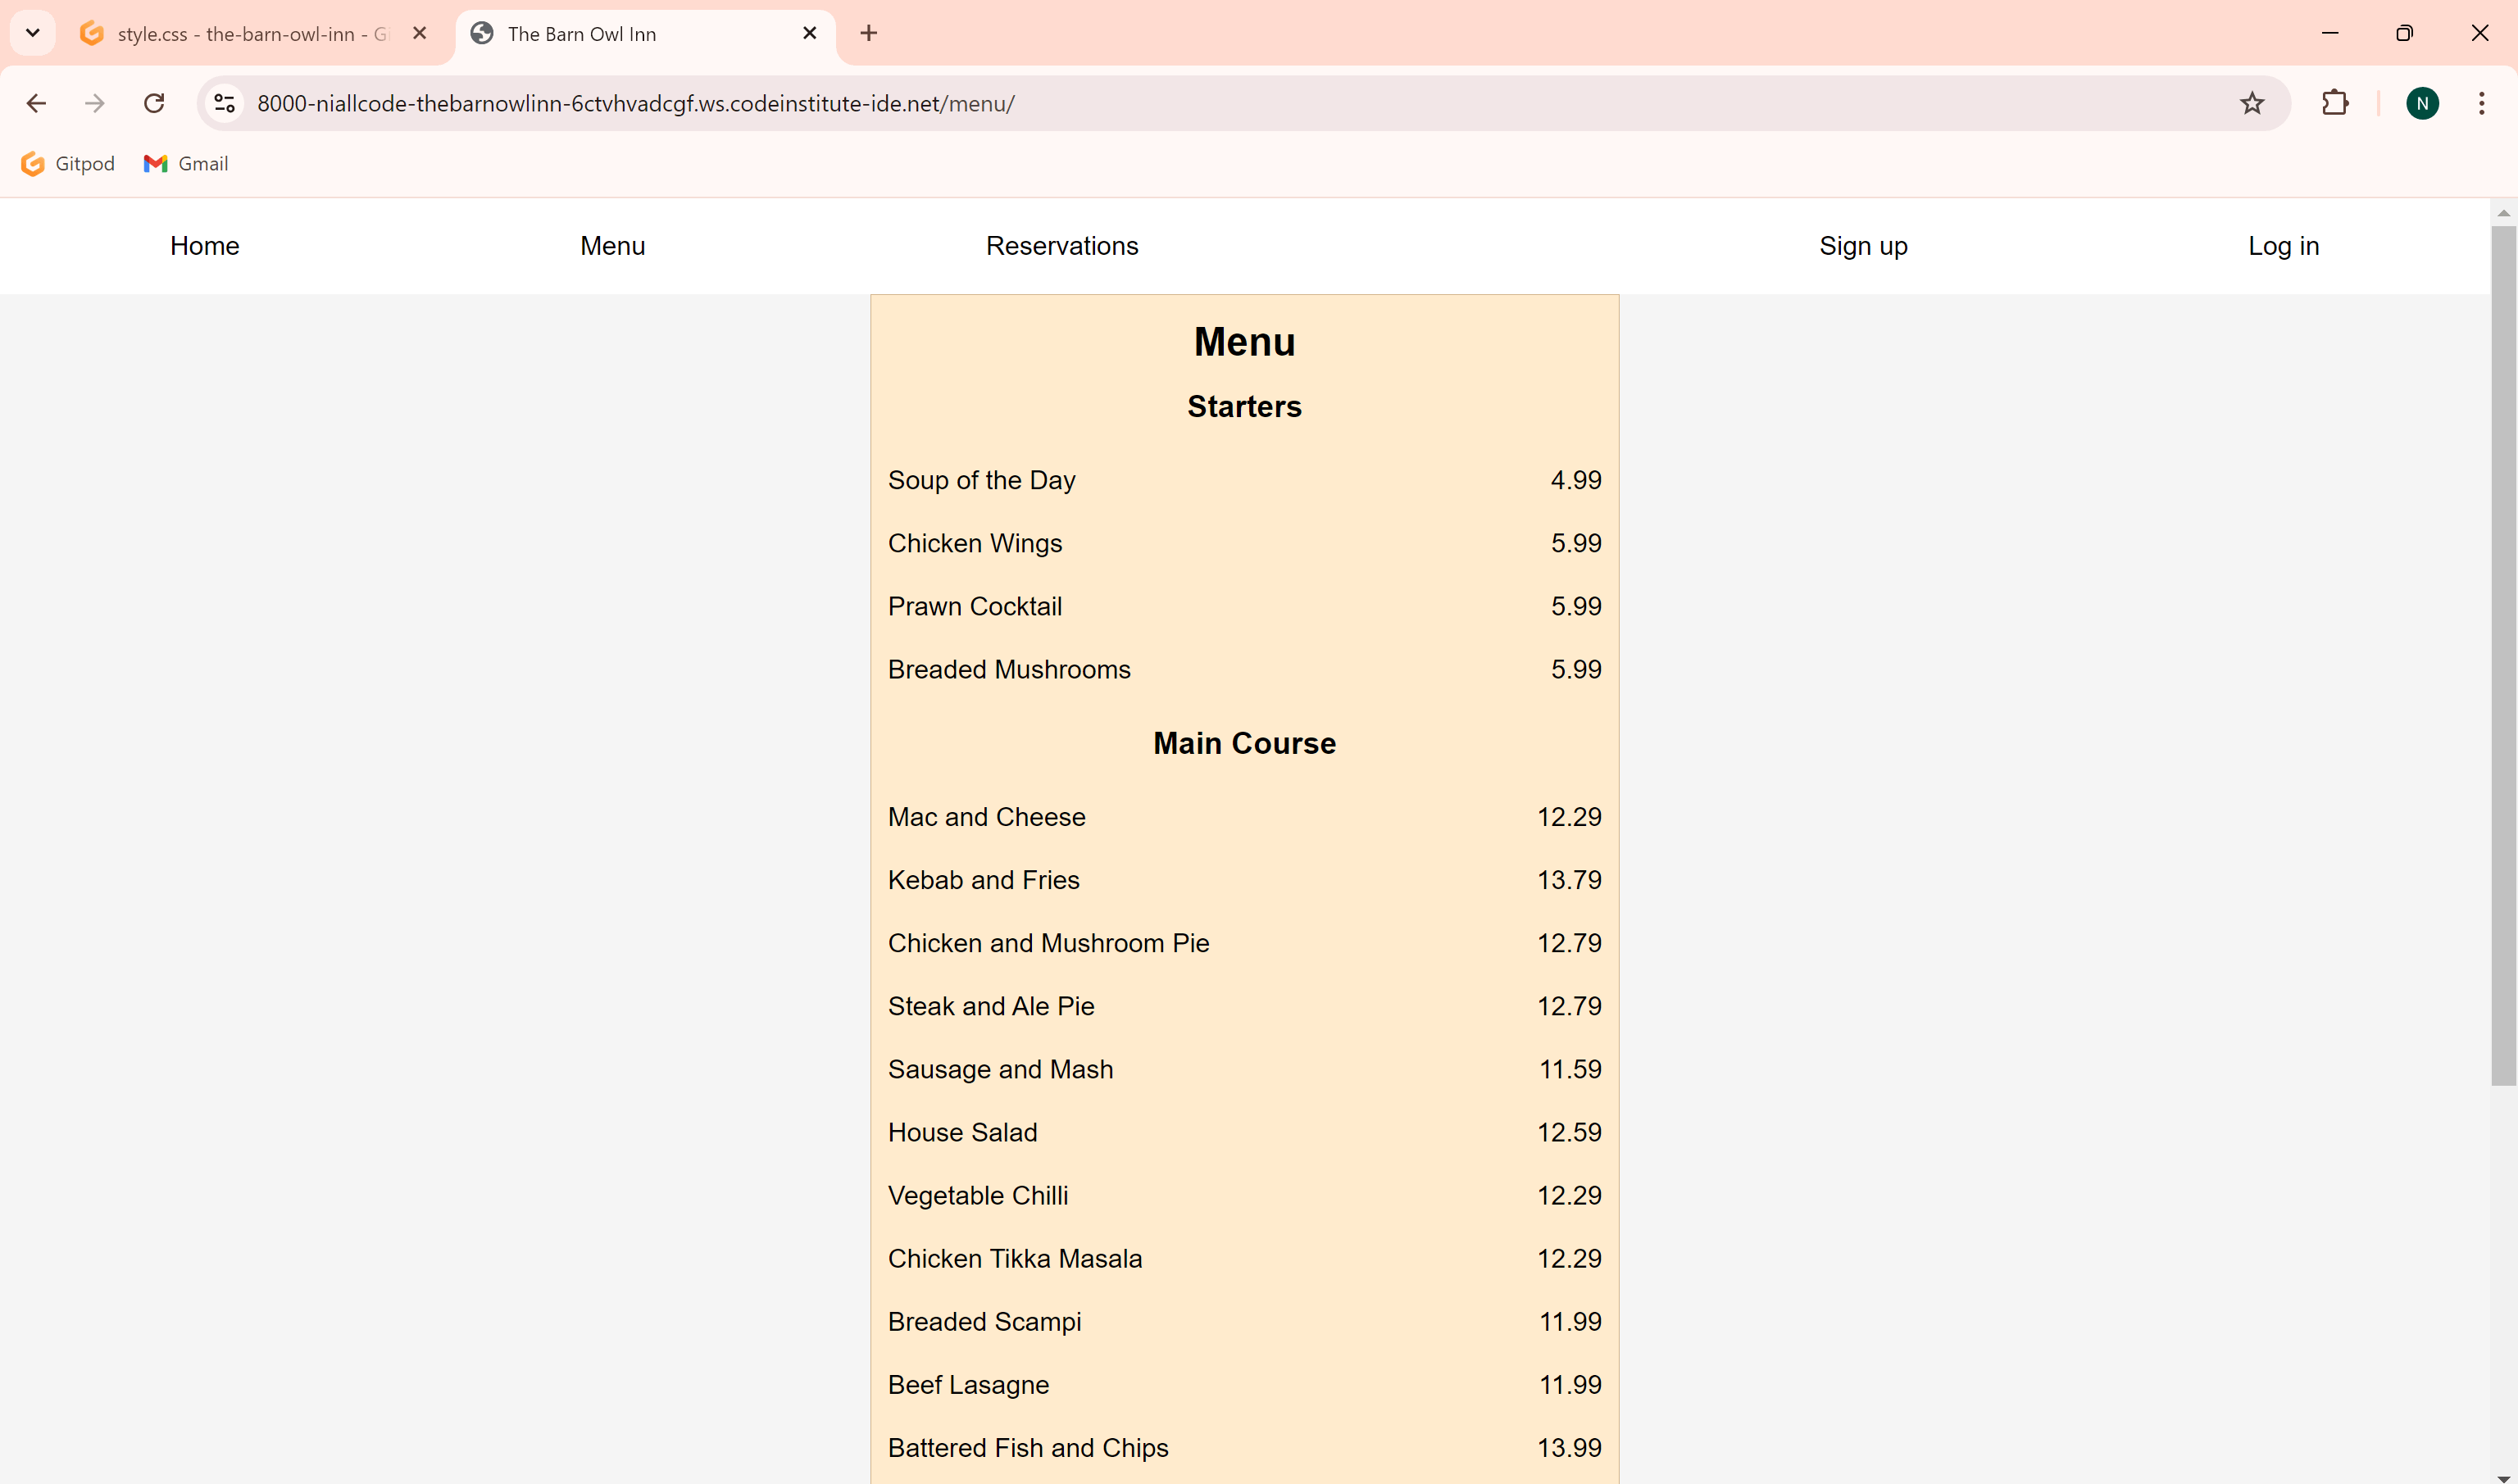 style.css - the-barn-owl-inn - Gi
The Barn Owl Inn
8000-niallcode-thebarnowlinn-6ctvhvadcgf.ws.codeinstitute-ide.net/menu/
N
Gitpod Gmail
Home Menu Reservations Sign up Log in
Menu
Starters
Soup of the Day 4.99
Chicken Wings 5.99
Prawn Cocktail 5.99
Breaded Mushrooms 5.99
Main Course
Mac and Cheese 12.29
Kebab and Fries 13.79
Chicken and Mushroom Pie 12.79
Steak and Ale Pie 12.79
Sausage and Mash 11.59
House Salad 12.59
Vegetable Chilli 12.29
Chicken Tikka Masala 12.29
Breaded Scampi 11.99
Beef Lasagne 11.99
Battered Fish and Chips 13.99